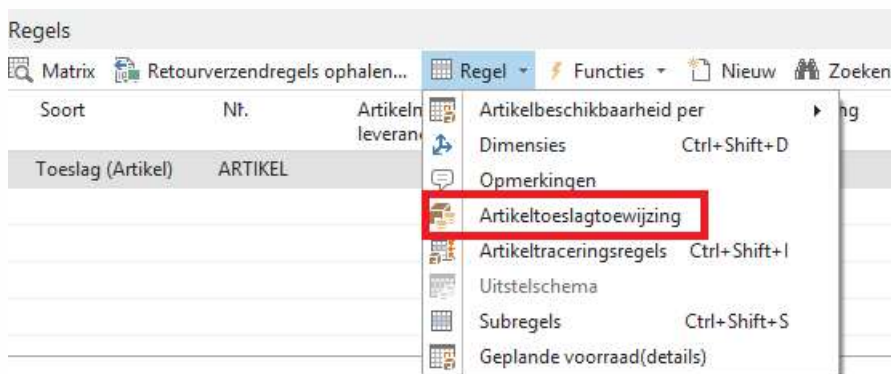 Regels
Matrix Retourverzendregels ophalen... Regel Functies Nieuw Zoeken
Soort Nr. Artikeln ng
leveran
Toeslag (Artikel) ARTIKEL
Artikelbeschikbaarheid per
Dimensies Ctrl+Shift+D
Opmerkingen
Artikeltoeslagtoewijzing
Artikeltraceringsregels Ctrl+Shift+I
Uitstelschema
Subregels Ctrl+Shift+S
Geplande voorraad(details)